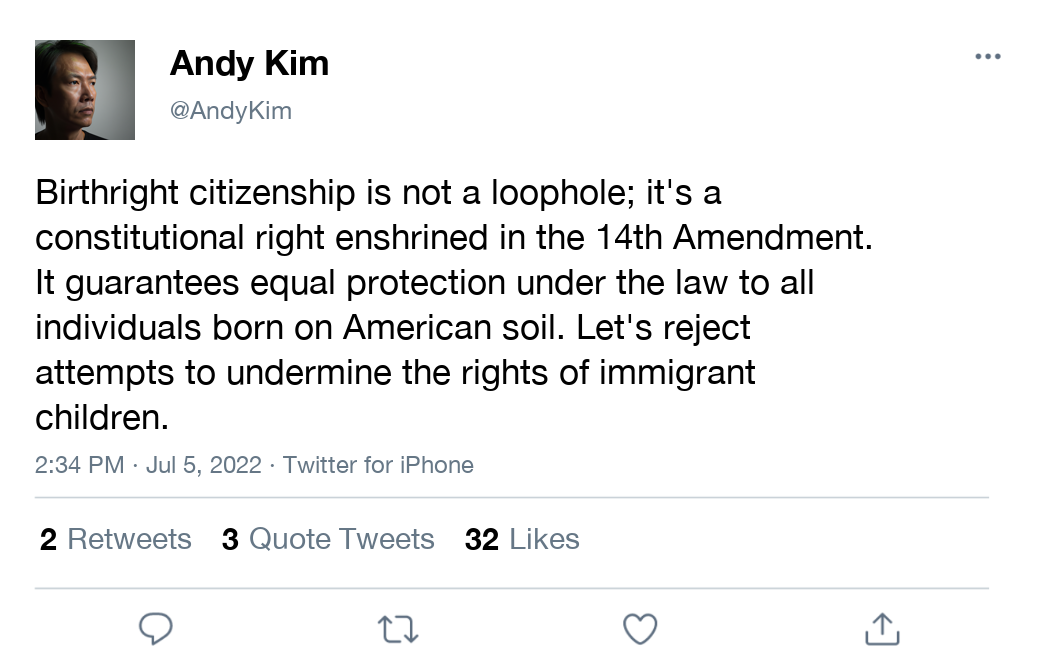 Andy Kim
@AndyKim
Birthright citizenship is not a loophole; it's a
constitutional right enshrined in the 14th Amendment.
It guarantees equal protection under the law to all
individuals born on American soil. Let's reject
attempts to undermine the rights of immigrant
children.
2:34 PM · Jul 5, 2022 · Twitter for iPhone
2 Retweets 3 Quote Tweets 32 Likes